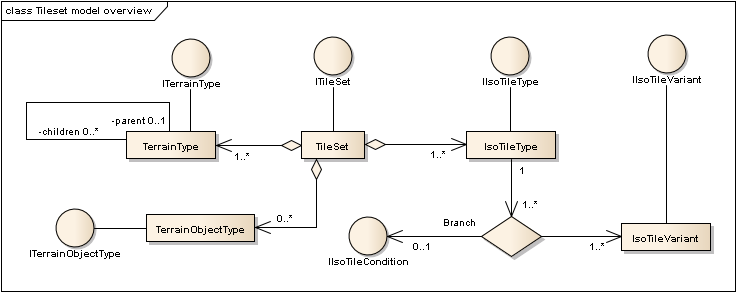 class Tileset model overview
ITerrainType
ITileSet
IIsoTileType
IIsoTileVariant
-parent 0..1
-children 0..*
TerrainType
1..*
TileSet
1..*
IsoTileType
1
1..*
0..*
TerrainObjectType
ITerrainObjectType
Branch
0..1
IIsoTileCondition
1..*
IsoTileVariant